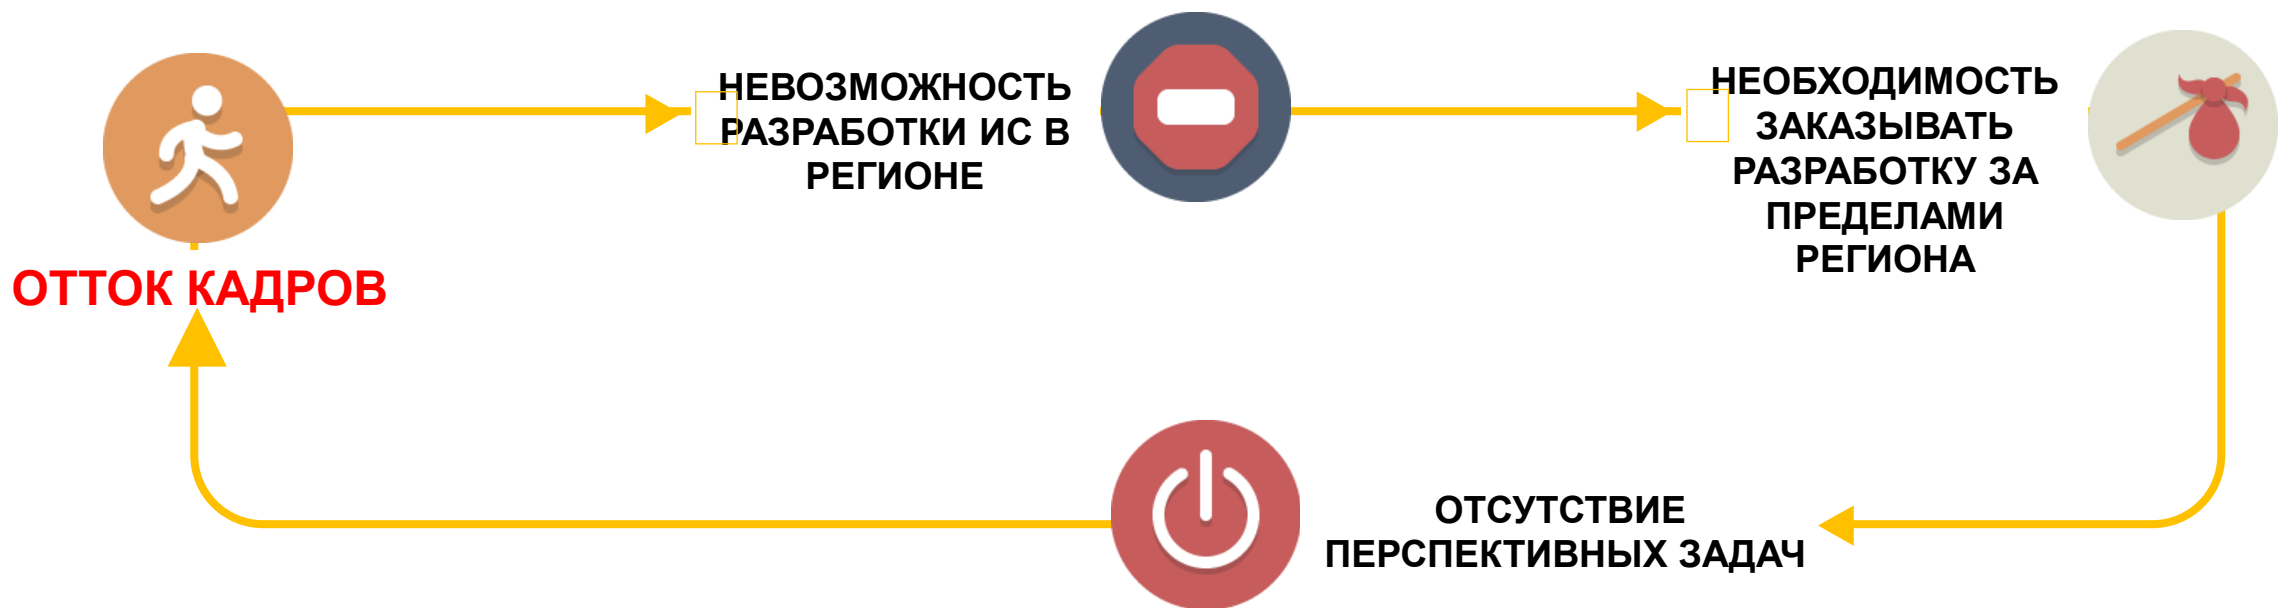 НЕВОЗМОЖНОСТЬ
РАЗРАБОТКИ ИС В
РЕГИОНЕ
НЕОБХОДИМОСТЬ
ЗАКАЗЫВАТЬ
РАЗРАБОТКУ ЗА
ПРЕДЕЛАМИ
РЕГИОНА
ОТТОК КАДРОВ
ОТСУТСТВИЕ
ПЕРСПЕКТИВНЫХ ЗАДАЧ